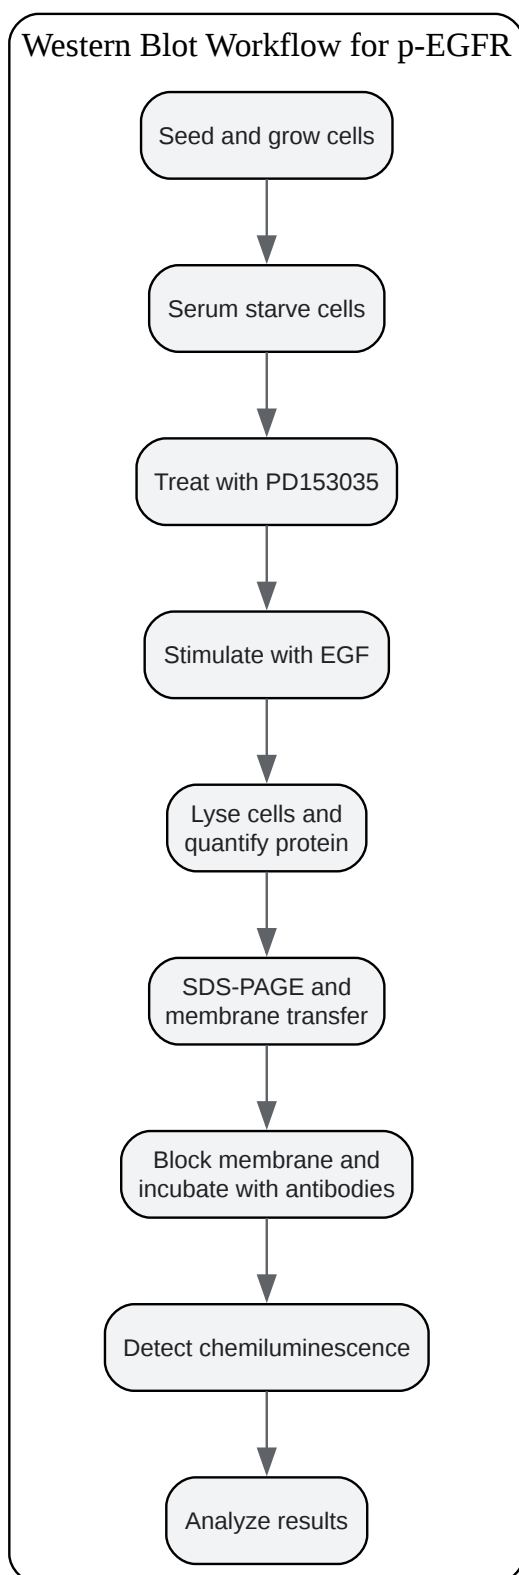 Western Blot Workflow for p-EGFR
Seed and grow cells
Serum starve cells
Treat with PD153035
Stimulate with EGF
Lyse cells and
quantify protein
SDS-PAGE and
membrane transfer
Block membrane and
incubate with antibodies
Detect chemiluminescence
Analyze results